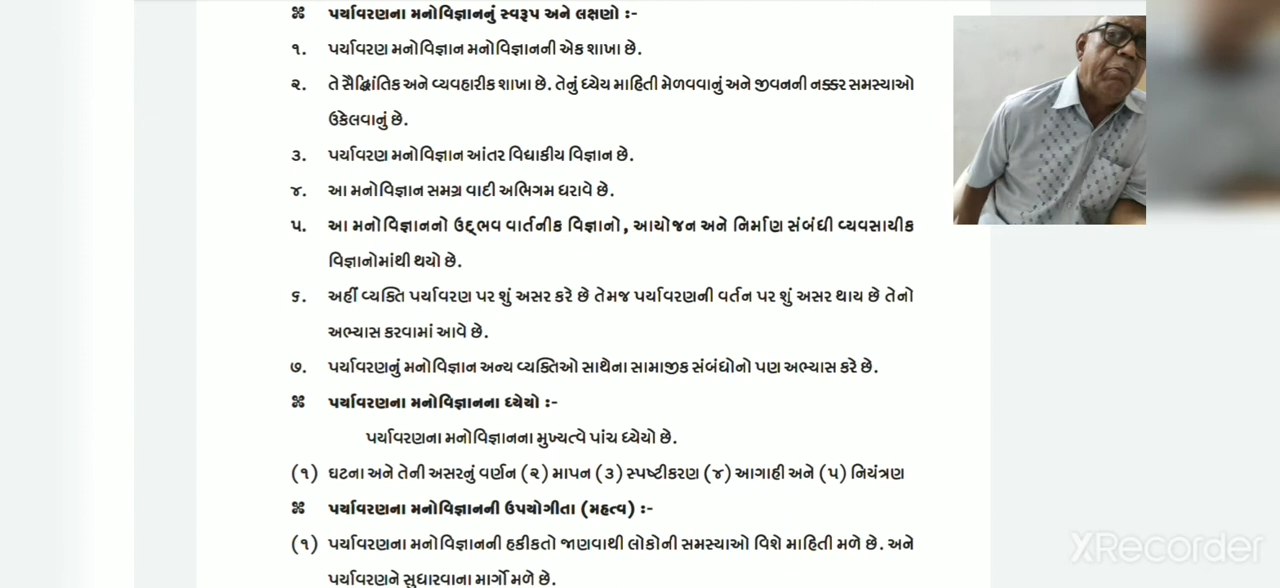 ⌘ પર્યાવરણના મનોવિજ્ઞાનનું સ્વરૂપ અને લક્ષણો :-
૧. પર્યાવરણ મનોવિજ્ઞાન મનોવિજ્ઞાનની એક શાખા છે.
૨. તે સૈદ્ધાંતિક અને વ્યવહારીક શાખા છે. તેનું ધ્યેય માહિતી મેળવવાનું અને જીવનની નક્કર સમસ્યાઓ
ઉકેલવાનું છે.
૩. પર્યાવરણ મનોવિજ્ઞાન આંતર વિદ્યાકીય વિજ્ઞાન છે.
૪. આ મનોવિજ્ઞાન સમગ્ર વાદી અભિગમ ધરાવે છે.
૫. આ મનોવિજ્ઞાનનો ઉદ્ભવ વાર્તનીક વિજ્ઞાનો, આયોજન અને નિર્માણ સંબંધી વ્યવસાયીક
વિજ્ઞાનોમાંથી થયો છે.
૬. અહીં વ્યક્તિ પર્યાવરણ પર શું અસર કરે છે તેમજ પર્યાવરણની વર્તન પર શું અસર થાય છે તેનો
અભ્યાસ કરવામાં આવે છે.
૭. પર્યાવરણનું મનોવિજ્ઞાન અન્ય વ્યક્તિઓ સાથેના સામાજીક સંબંધોનો પણ અભ્યાસ કરે છે.
⌘ પર્યાવરણના મનોવિજ્ઞાનના ધ્યેયો :-
પર્યાવરણના મનોવિજ્ઞાનના મુખ્યત્વે પાંચ ધ્યેયો છે.
(૧) ઘટના અને તેની અસરનું વર્ણન (૨) માપન (૩) સ્પષ્ટીકરણ (૪) આગાહી અને (૫) નિયંત્રણ
⌘ પર્યાવરણના મનોવિજ્ઞાનની ઉપયોગીતા (મહત્વ) :-
(૧) પર્યાવરણના મનોવિજ્ઞાનની હકીકતો જાણવાથી લોકોની સમસ્યાઓ વિશે માહિતી મળે છે. અને
પર્યાવરણને સુધારવાના માર્ગો મળે છે.
XRecorder